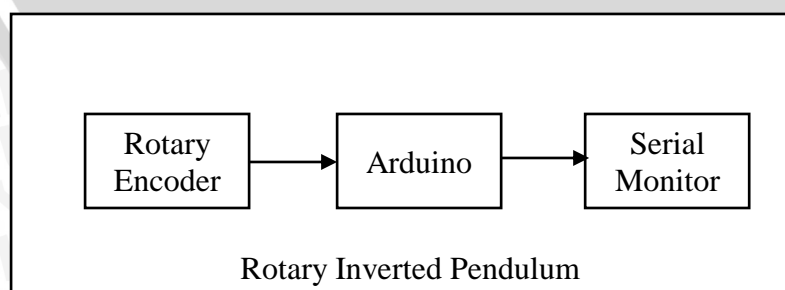 Rotary
Encoder
Arduino
Serial
Monitor
Rotary Inverted Pendulum